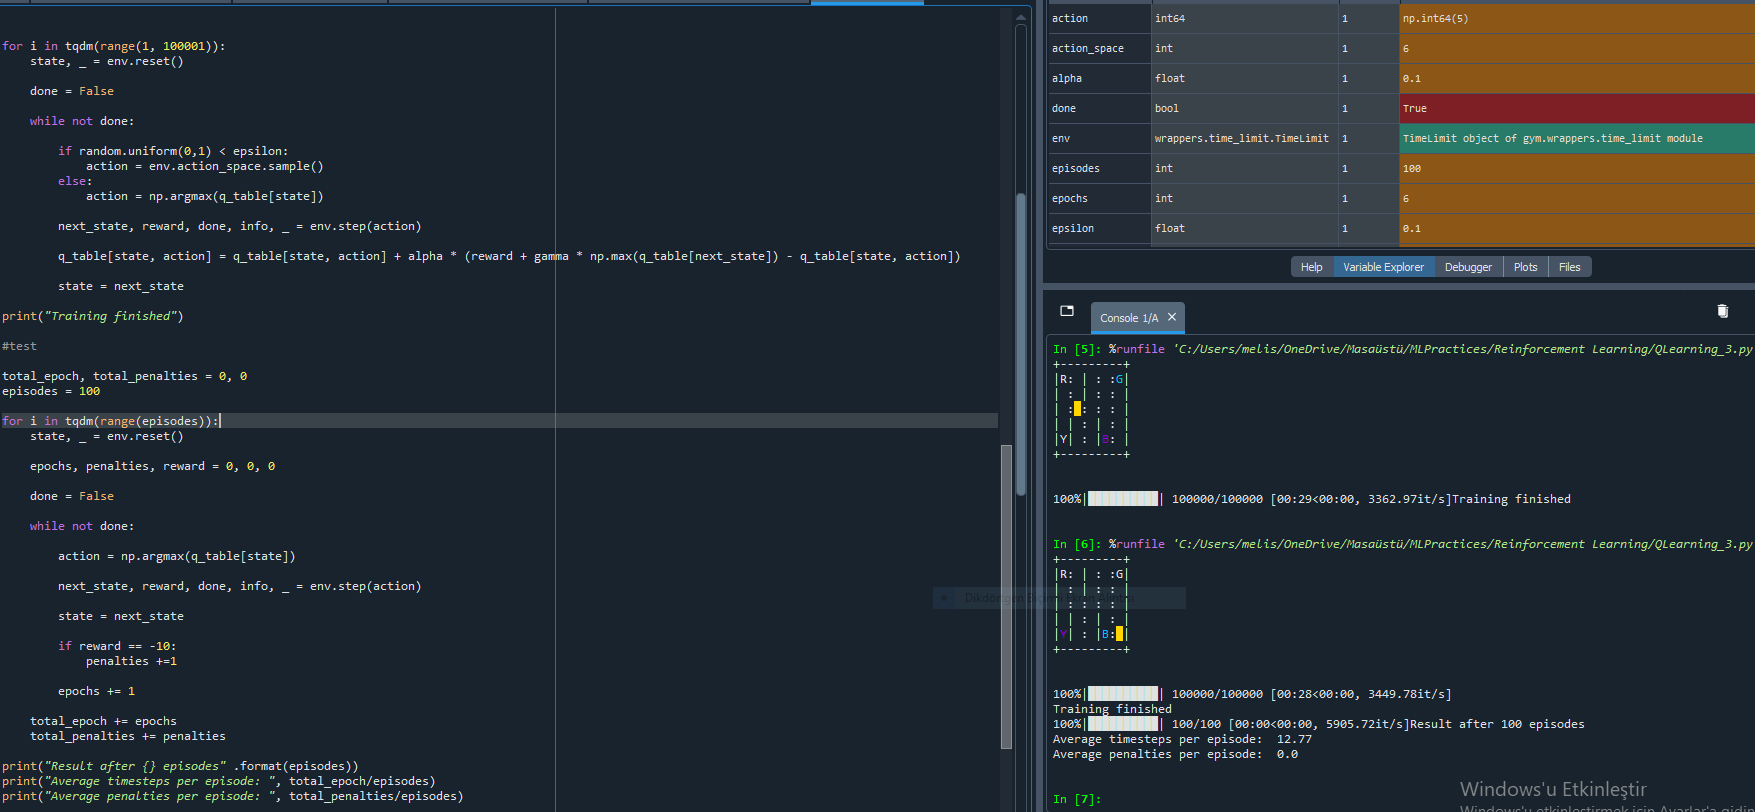 for i in tqdm(range(1, 100001)):
    state, _ = env.reset()
    done = False
    while not done:
        if random.uniform(0,1) < epsilon:
            action = env.action_space.sample()
        else:
            action = np.argmax(q_table[state])
        next_state, reward, done, info, _ = env.step(action)
        q_table[state, action] = q_table[state, action] + alpha * (reward + gamma * np.max(q_table[next_state]) - q_table[state, action])
        state = next_state
print("Training finished")
#test
total_epoch, total_penalties = 0, 0
episodes = 100
for i in tqdm(range(episodes)):
    state, _ = env.reset()
    epochs, penalties, reward = 0, 0, 0
    done = False
    while not done:
        action = np.argmax(q_table[state])
        next_state, reward, done, info, _ = env.step(action)
        state = next_state
        if reward == -10:
            penalties +=1
        epochs += 1
    total_epoch += epochs
    total_penalties += penalties
print("Result after {} episodes" .format(episodes))
print("Average timesteps per episode: ", total_epoch/episodes)
print("Average penalties per episode: ", total_penalties/episodes)
action int64 1 np.int64(5)
action_space int 1 6
alpha float 1 0.1
done bool 1 True
env wrappers.time_limit.TimeLimit 1 TimeLimit object of gym.wrappers.time_limit module
episodes int 1 100
epochs int 1 6
epsilon float 1 0.1
Help Variable Explorer Debugger Plots Files
Console 1/A
In [5]: %runfile 'C:/Users/melis/OneDrive/Masaüstü/MLPractices/Reinforcement Learning/QLearning_3.py
+---------+
|R: | : :G|
| : | : : |
| : : : : |
| | : | : |
|Y| : |B: |
+---------+
100%|██████████| 100000/100000 [00:29<00:00, 3362.97it/s]Training finished
In [6]: %runfile 'C:/Users/melis/OneDrive/Masaüstü/MLPractices/Reinforcement Learning/QLearning_3.py
+---------+
|R: | : :G|
| : | : : |
| : : : : |
| | : | : |
|Y| : |B: |
+---------+
100%|██████████| 100000/100000 [00:28<00:00, 3449.78it/s]
Training finished
100%|██████████| 100/100 [00:00<00:00, 5905.72it/s]Result after 100 episodes
Average timesteps per episode:  12.77
Average penalties per episode:  0.0
In [7]:
Windows'u Etkinleştir
Windows'u etkinleştirmek için Ayarlar'a